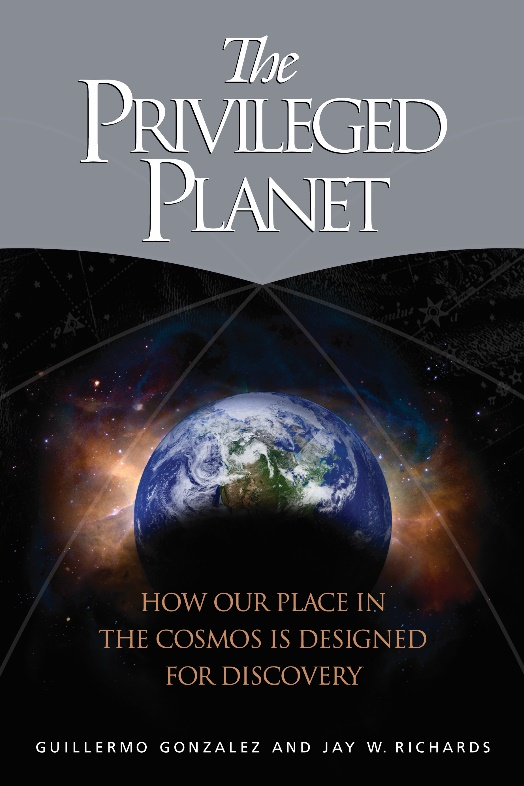 The
PRIVILEGED
PLANET
HOW OUR PLACE IN
THE COSMOS IS DESIGNED
FOR DISCOVERY
GUILLERMO GONZALEZ AND JAY W. RICHARDS